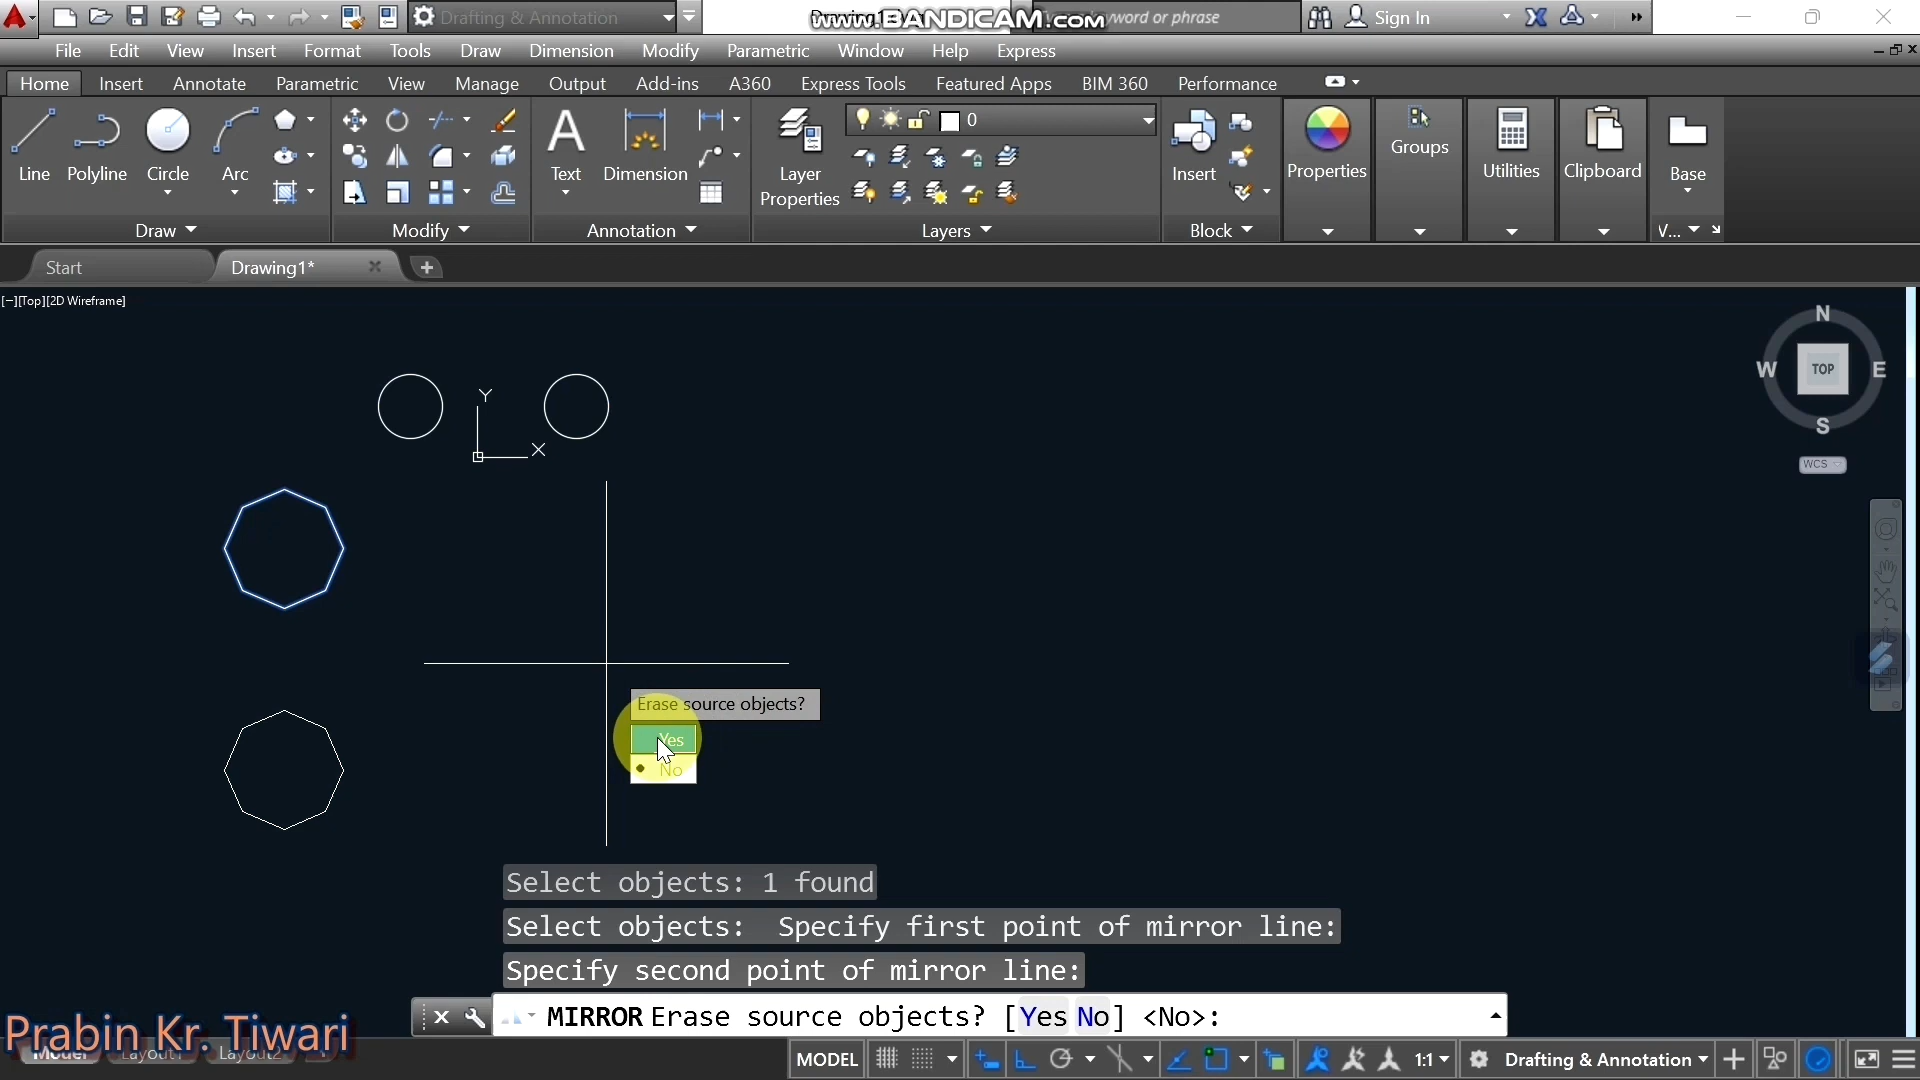 Drafting & Annotation
www.BANDICAM.com
word or phrase
Sign In
File Edit View Insert Format Tools Draw Dimension Modify Parametric Window Help Express
Home Insert Annotate Parametric View Manage Output Add-ins A360 Express Tools Featured Apps BIM 360 Performance
0
Line Polyline Circle Arc
Text Dimension
Layer Properties
Insert
Properties
Groups
Utilities
Clipboard
Base
Draw Modify Annotation Layers Block V...
Start Drawing1* +
[−][Top][2D Wireframe]
N
W TOP E
S
WCS
Y
X
Erase source objects?
Yes
No
Select objects: 1 found
Select objects: Specify first point of mirror line:
Specify second point of mirror line:
MIRROR Erase source objects? [Yes No] <No>:
Prabin Kr. Tiwari
Model Layout1 Layout2 +
MODEL 1:1 Drafting & Annotation